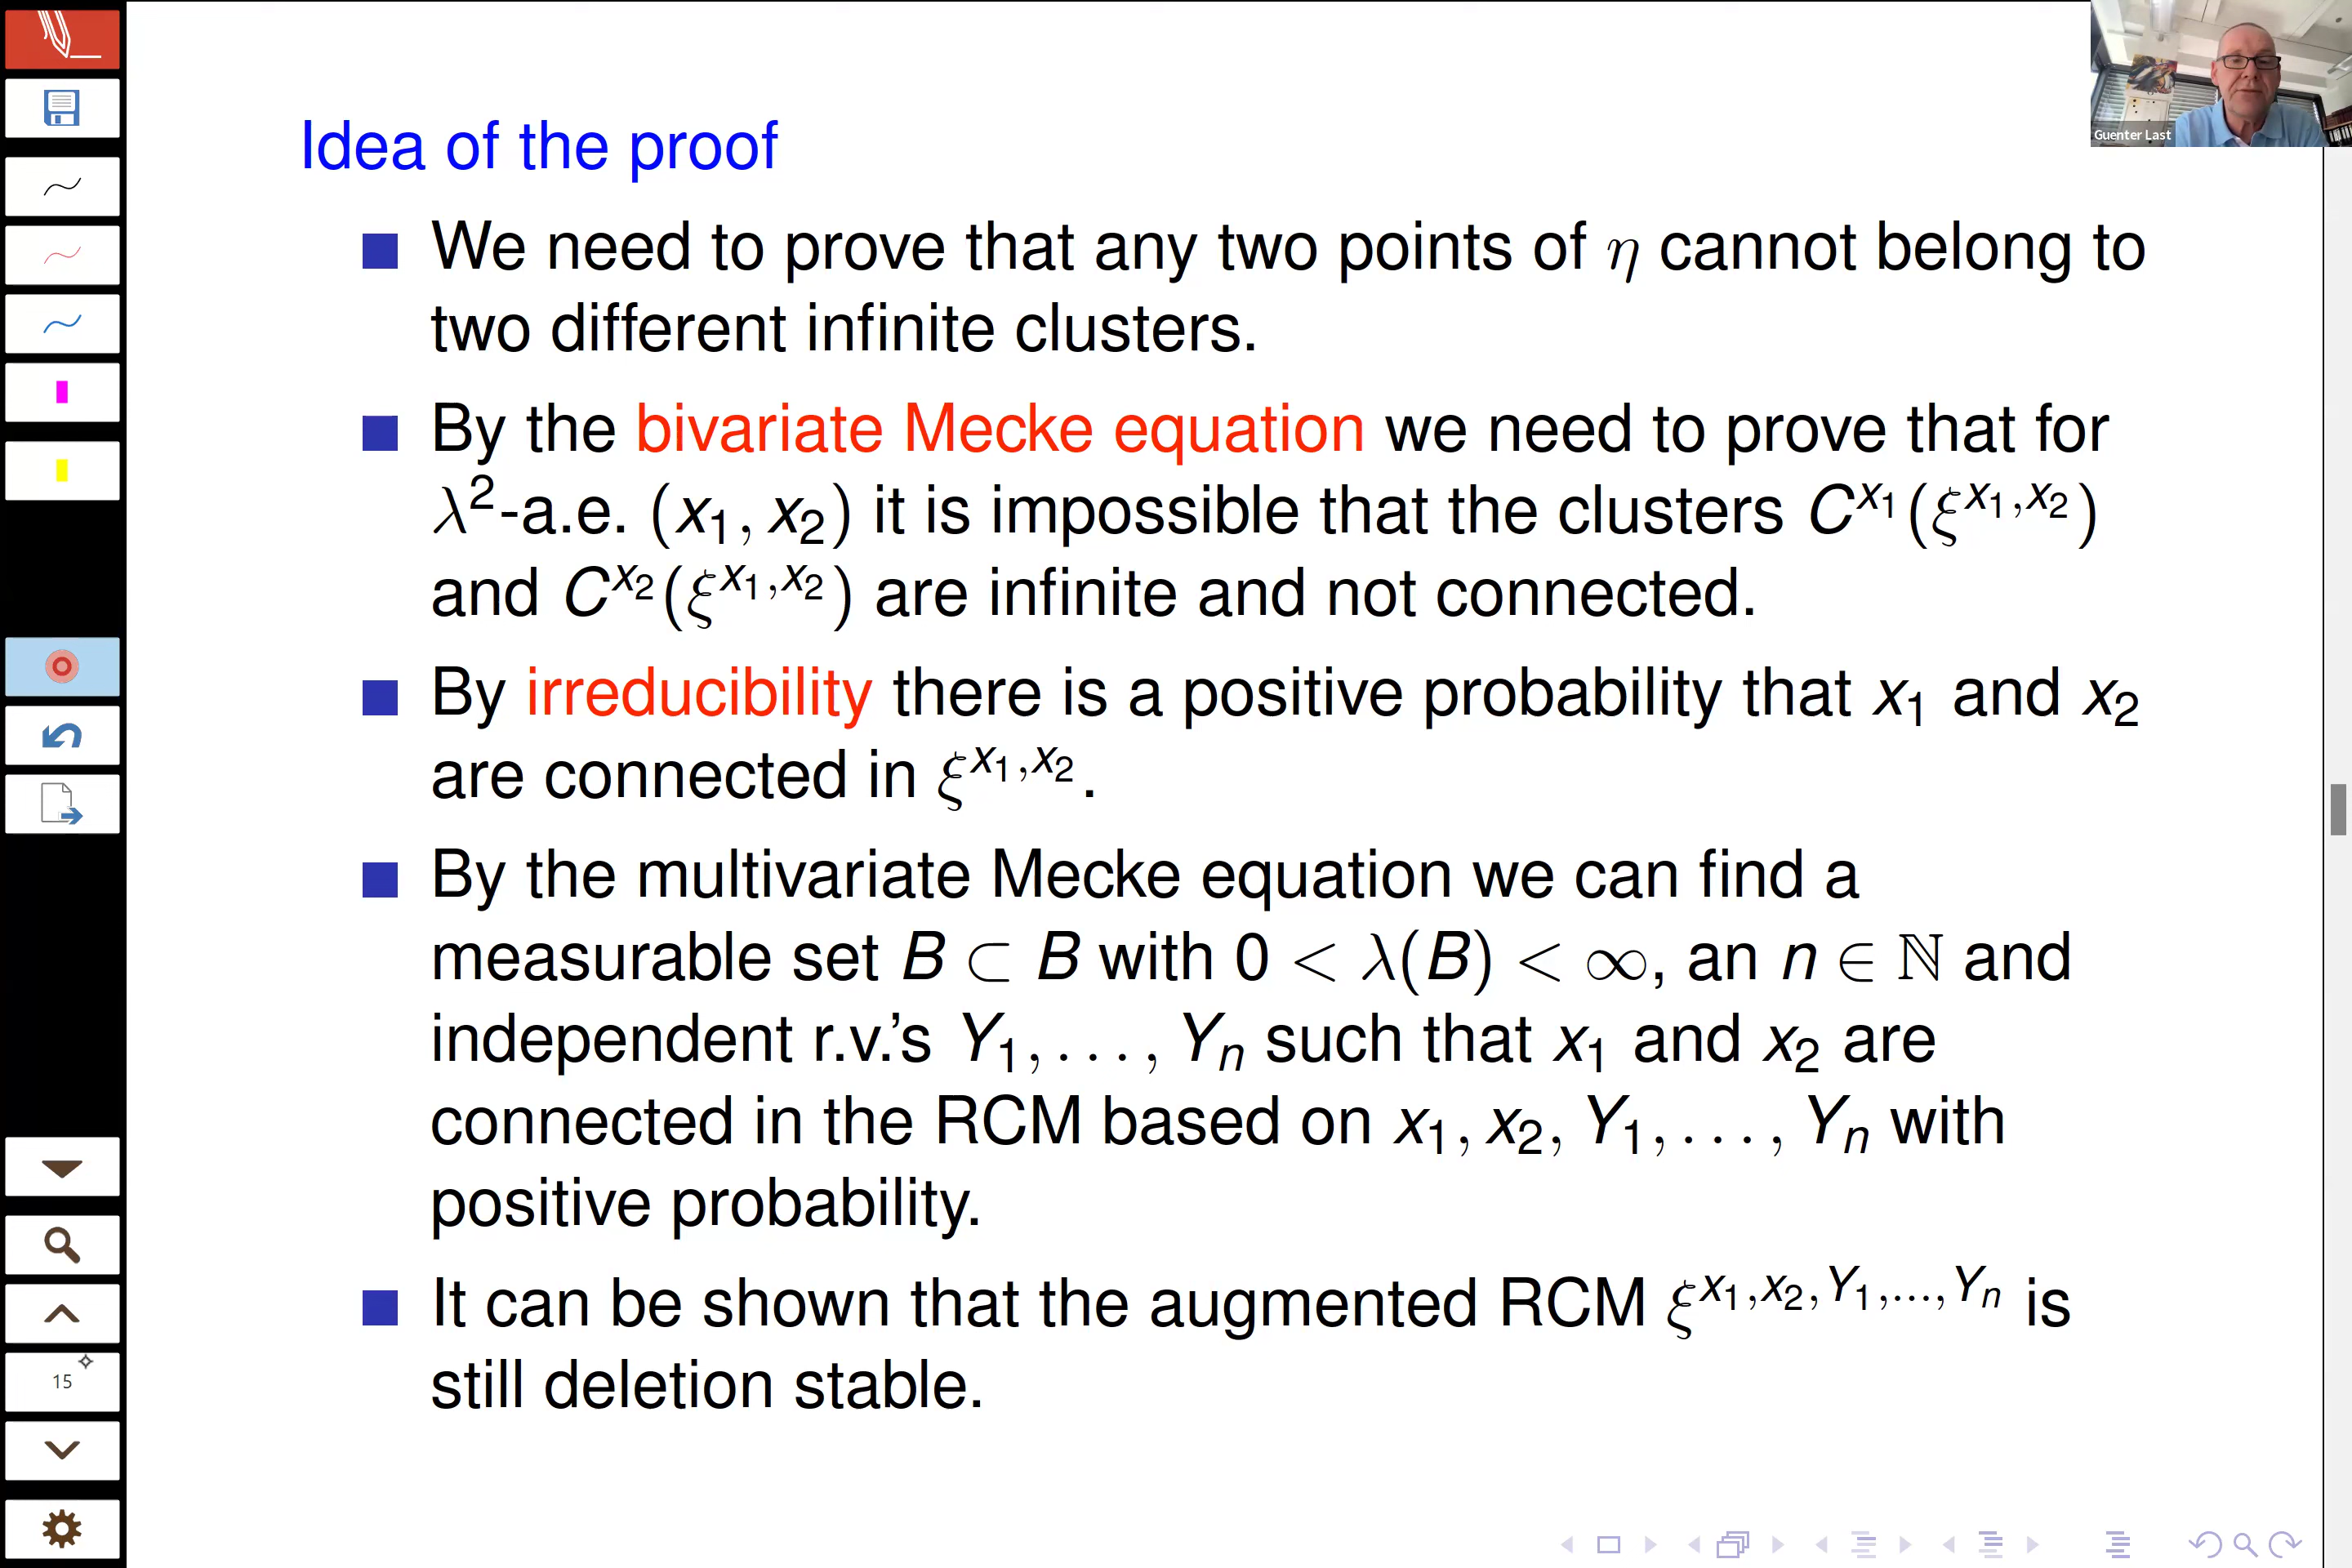 Guenter Last
Idea of the proof
We need to prove that any two points of η cannot belong to
two different infinite clusters.
By the bivariate Mecke equation we need to prove that for
λ²-a.e. (x₁, x₂) it is impossible that the clusters C^{x₁}(ξ^{x₁,x₂})
and C^{x₂}(ξ^{x₁,x₂}) are infinite and not connected.
By irreducibility there is a positive probability that x₁ and x₂
are connected in ξ^{x₁,x₂}.
By the multivariate Mecke equation we can find a
measurable set B ⊂ B with 0 < λ(B) < ∞, an n ∈ ℕ and
independent r.v.'s Y₁, . . . , Yₙ such that x₁ and x₂ are
connected in the RCM based on x₁, x₂, Y₁, . . . , Yₙ with
positive probability.
It can be shown that the augmented RCM ξ^{x₁,x₂,Y₁,...,Yₙ} is
still deletion stable.
15